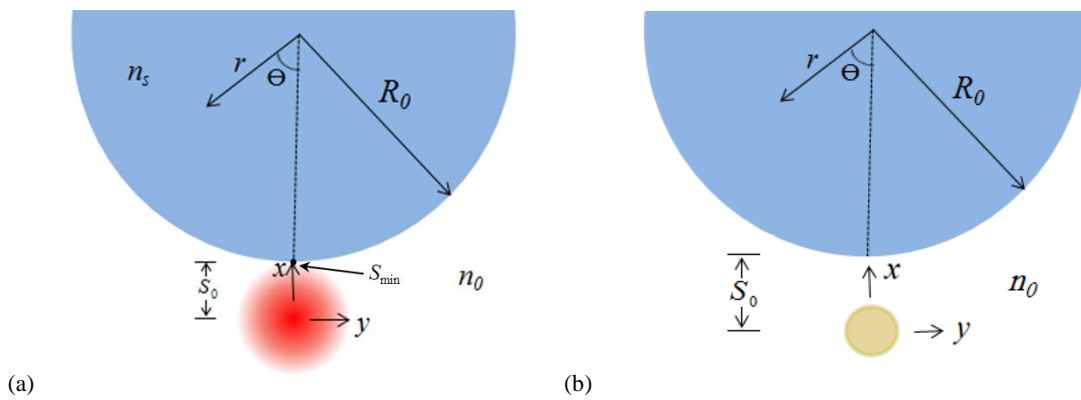 n_s r Θ R_0
x
S_0 S_min n_0
y
(a)
r Θ R_0
x
S_0 n_0
y
(b)